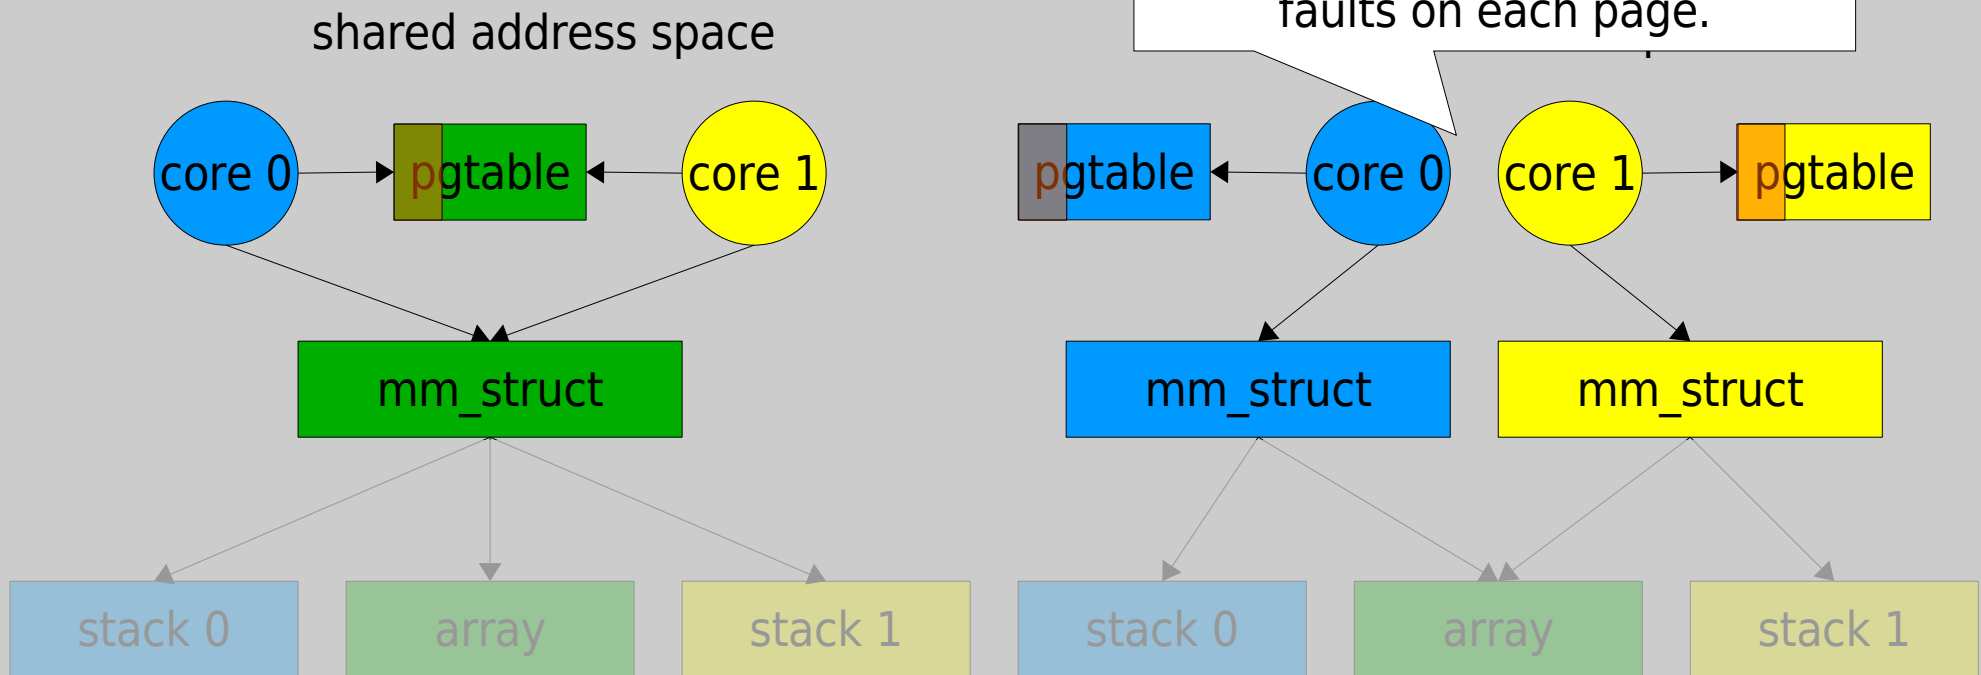 shared address space
faults on each page.
core 0
pgtable
core 1
pgtable
core 0
core 1
pgtable
mm_struct
mm_struct
mm_struct
stack 0
array
stack 1
stack 0
array
stack 1